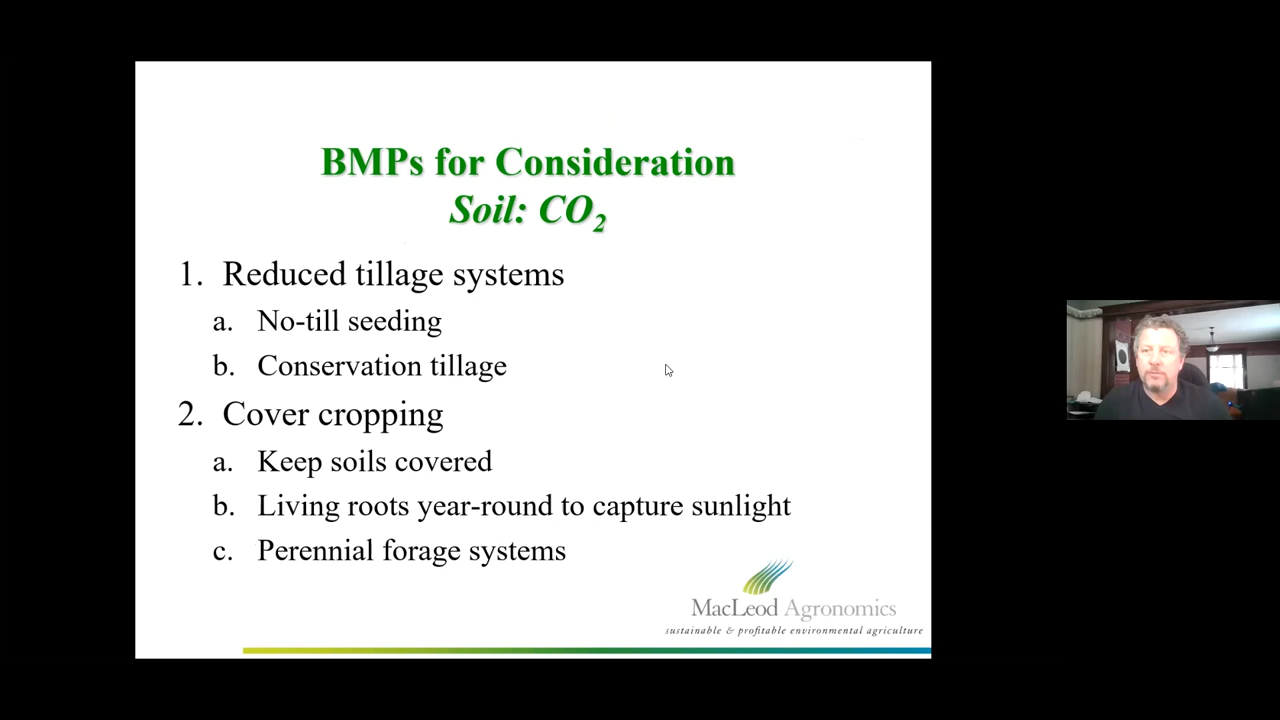 BMPs for Consideration
Soil: CO₂
1. Reduced tillage systems
a. No-till seeding
b. Conservation tillage
2. Cover cropping
a. Keep soils covered
b. Living roots year-round to capture sunlight
c. Perennial forage systems
MacLeod Agronomics
sustainable & profitable environmental agriculture